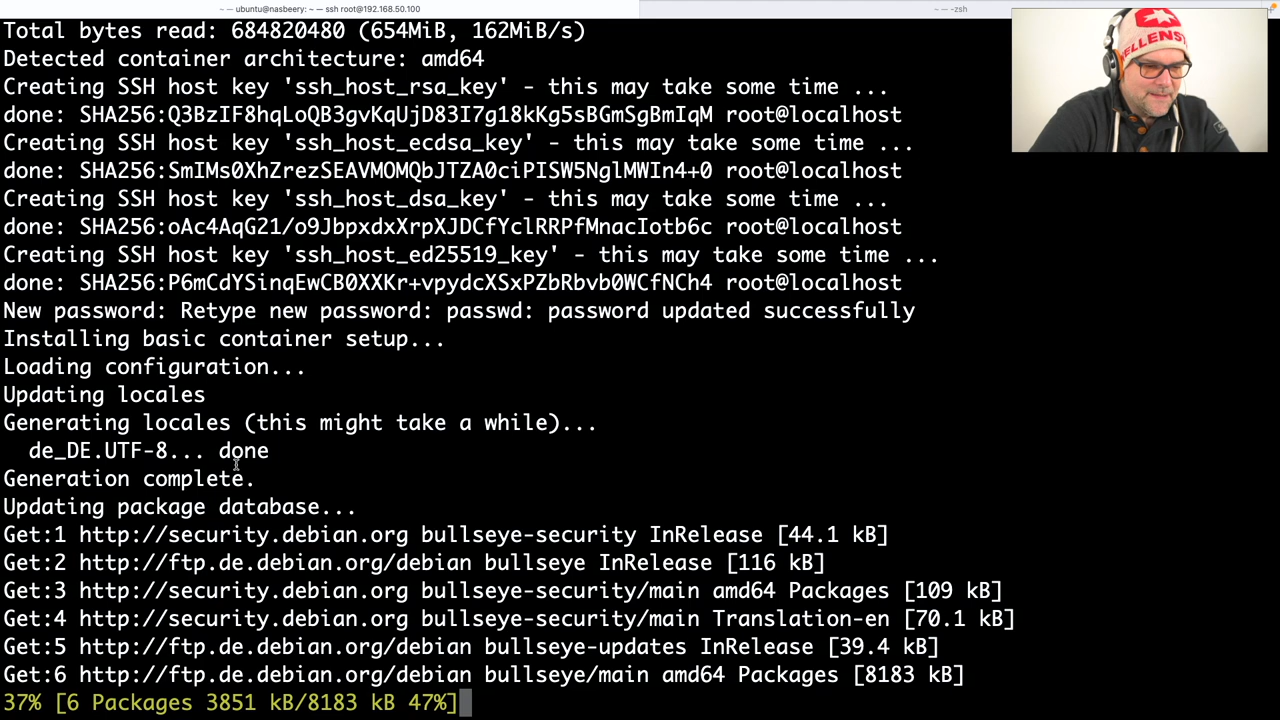 ~ — ubuntu@nasbeery: ~ — ssh root@192.168.50.100
~ — -zsh
Total bytes read: 684820480 (654MiB, 162MiB/s)
Detected container architecture: amd64
Creating SSH host key 'ssh_host_rsa_key' - this may take some time ...
done: SHA256:Q3BzIF8hqLoQB3gvKqUjD83I7g18kKg5sBGmSgBmIqM root@localhost
Creating SSH host key 'ssh_host_ecdsa_key' - this may take some time ...
done: SHA256:SmIMs0XhZrezSEAVMOMQbJTZA0ciPISW5NglMWIn4+0 root@localhost
Creating SSH host key 'ssh_host_dsa_key' - this may take some time ...
done: SHA256:oAc4AqG21/o9JbpxdxXrpXJDCfYclRRPfMnacIotb6c root@localhost
Creating SSH host key 'ssh_host_ed25519_key' - this may take some time ...
done: SHA256:P6mCdYSinqEwCB0XXKr+vpydcXSxPZbRbvb0WCfNCh4 root@localhost
New password: Retype new password: passwd: password updated successfully
Installing basic container setup...
Loading configuration...
Updating locales
Generating locales (this might take a while)...
de_DE.UTF-8... done
Generation complete.
Updating package database...
Get:1 http://security.debian.org bullseye-security InRelease [44.1 kB]
Get:2 http://ftp.de.debian.org/debian bullseye InRelease [116 kB]
Get:3 http://security.debian.org bullseye-security/main amd64 Packages [109 kB]
Get:4 http://security.debian.org bullseye-security/main Translation-en [70.1 kB]
Get:5 http://ftp.de.debian.org/debian bullseye-updates InRelease [39.4 kB]
Get:6 http://ftp.de.debian.org/debian bullseye/main amd64 Packages [8183 kB]
37% [6 Packages 3851 kB/8183 kB 47%]